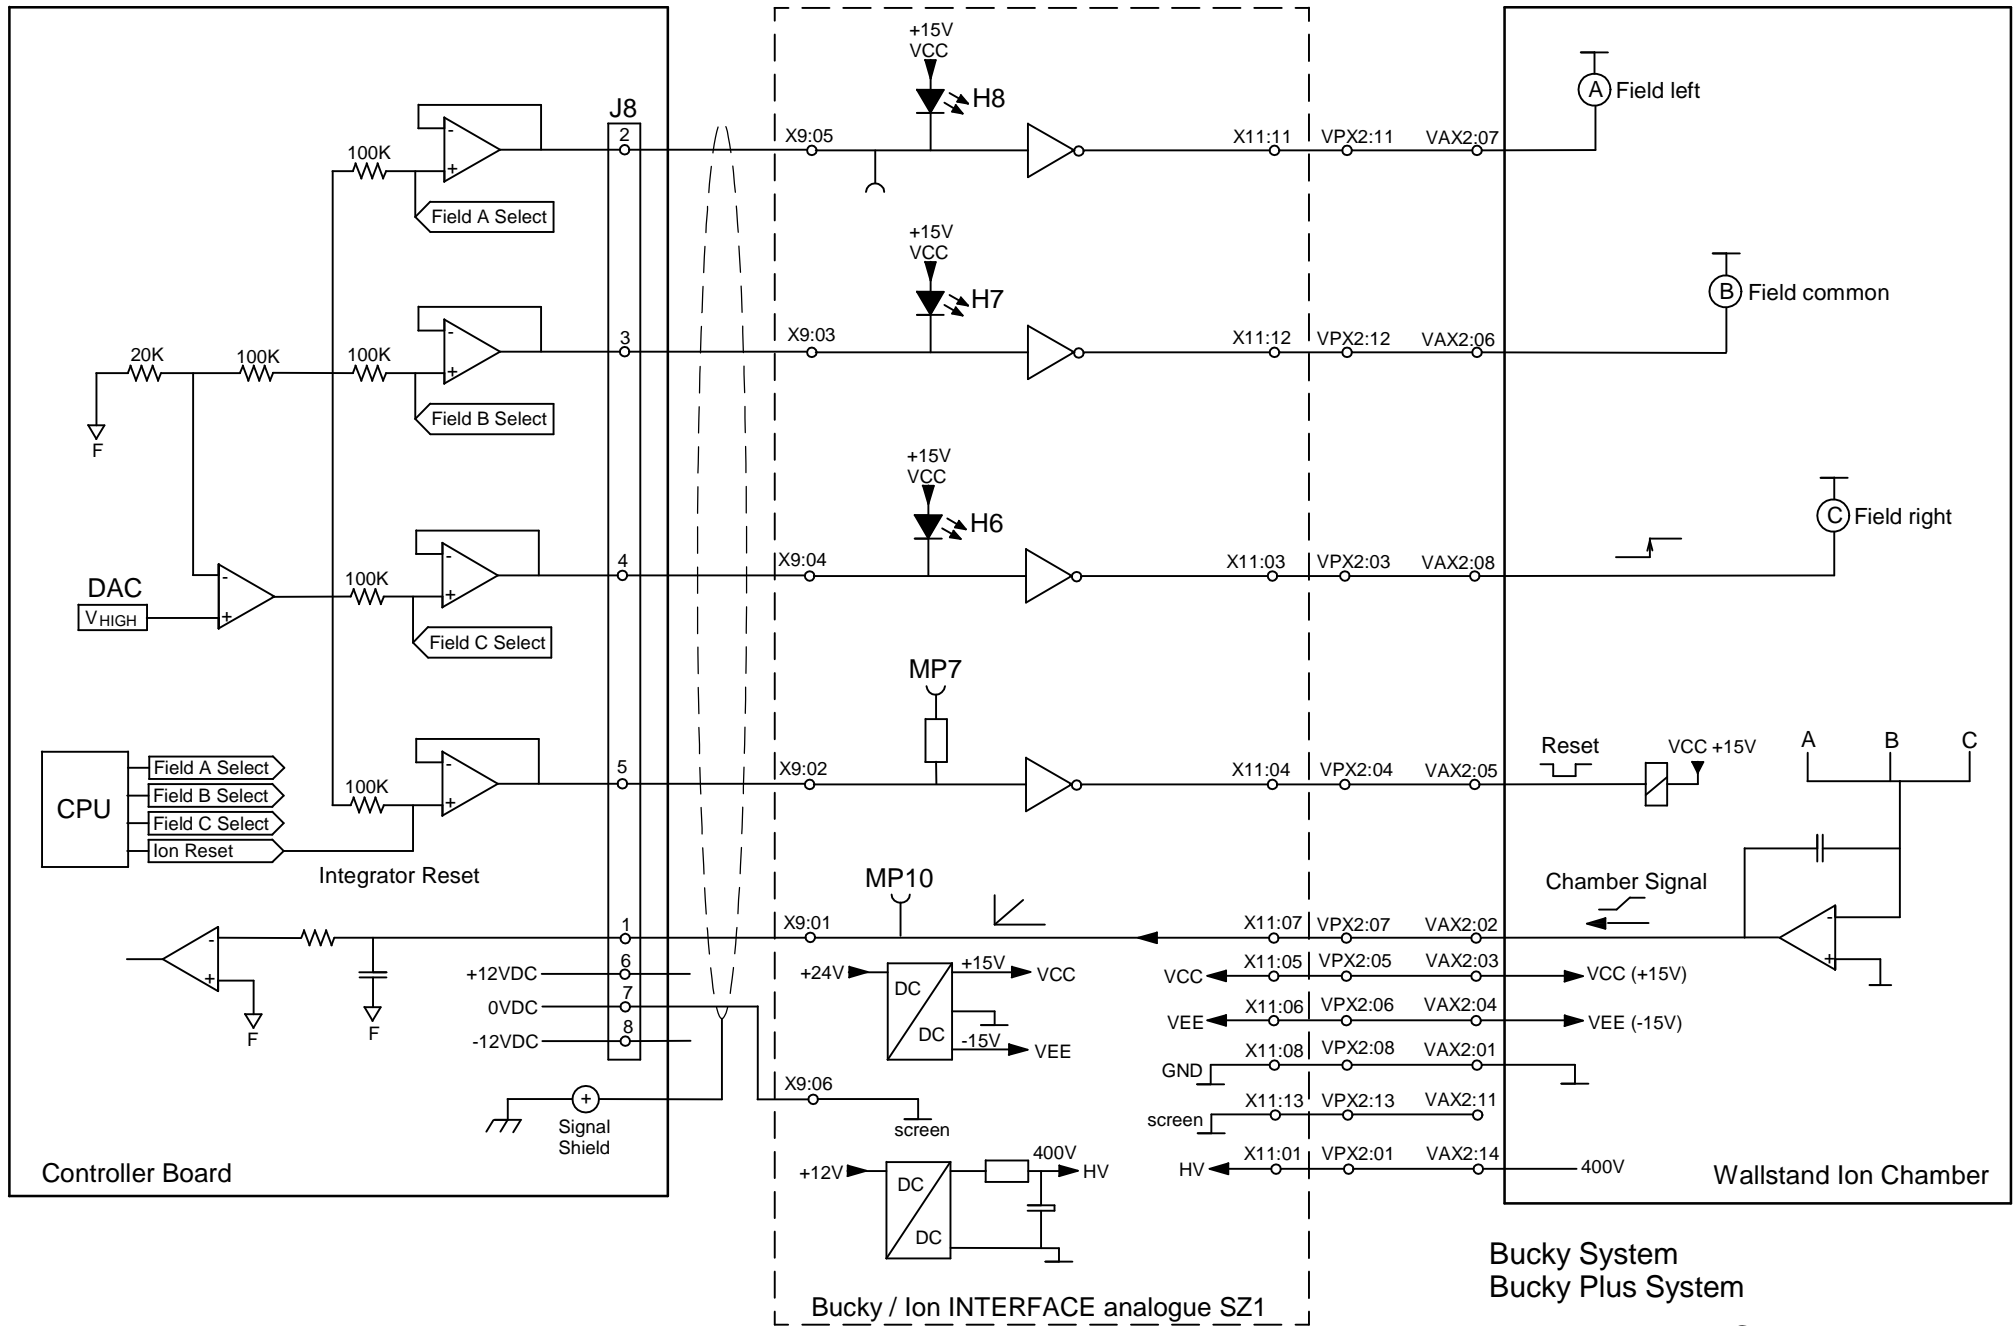 +15V
VCC
H8
A
Field left
J8
2
100K
-
+
X9:05
X11:11
VPX2:11
VAX2:07
Field A Select
+15V
VCC
H7
B
Field common
3
20K
100K
100K
-
+
X9:03
X11:12
VPX2:12
VAX2:06
Field B Select
F
+15V
VCC
H6
C
Field right
4
DAC
VHIGH
-
+
100K
-
+
X9:04
X11:03
VPX2:03
VAX2:08
Field C Select
MP7
CPU
Field A Select
Field B Select
Field C Select
Ion Reset
100K
-
+
5
X9:02
X11:04
VPX2:04
VAX2:05
Reset
VCC +15V
A
B
C
Integrator Reset
MP10
Chamber Signal
-
+
1
X9:01
X11:07
VPX2:07
VAX2:02
-
+
F
F
+12VDC
6
0VDC
7
-12VDC
8
+24V
DC
DC
+15V
VCC
-15V
VEE
VCC
X11:05
VPX2:05
VAX2:03
VCC (+15V)
VEE
X11:06
VPX2:06
VAX2:04
VEE (-15V)
GND
X11:08
VPX2:08
VAX2:01
X9:06
screen
screen
X11:13
VPX2:13
VAX2:11
+
Signal
Shield
+12V
DC
DC
400V
HV
HV
X11:01
VPX2:01
VAX2:14
400V
Controller Board
Wallstand Ion Chamber
Bucky / Ion INTERFACE analogue SZ1
Bucky System
Bucky Plus System